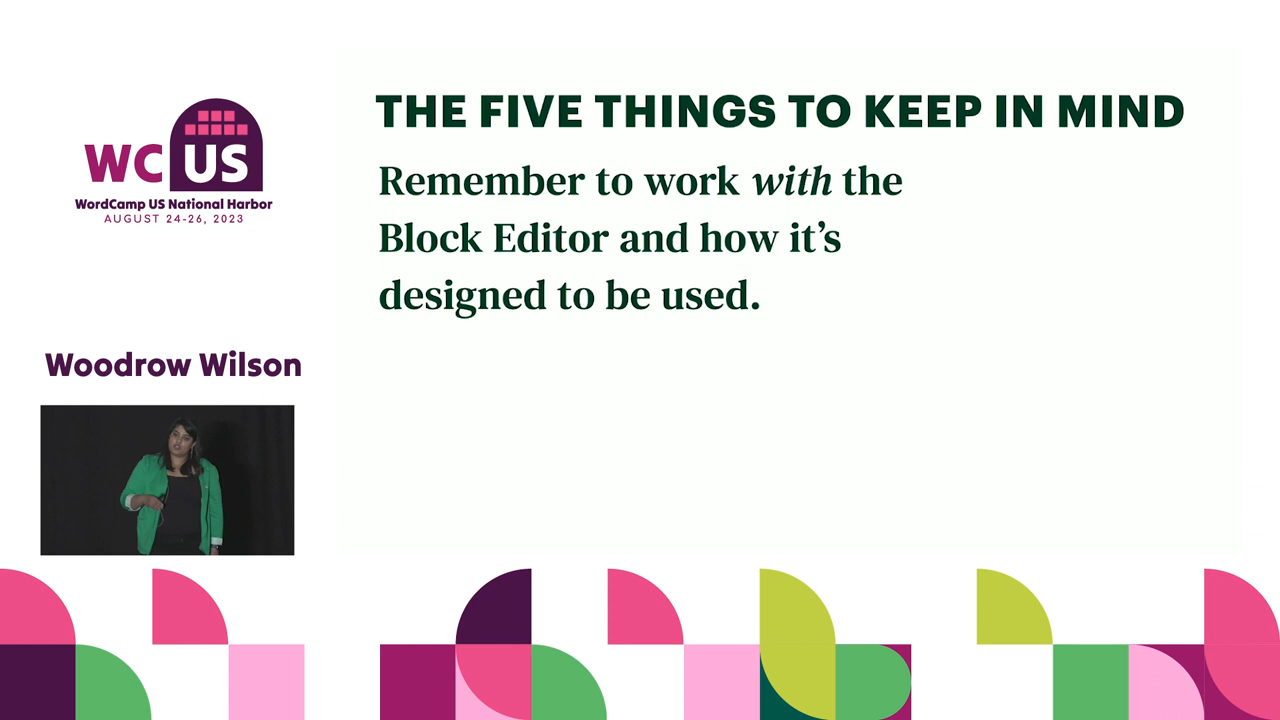 WC US
WordCamp US National Harbor
AUGUST 24-26, 2023
THE FIVE THINGS TO KEEP IN MIND
Remember to work with the
Block Editor and how it’s
designed to be used.
Woodrow Wilson